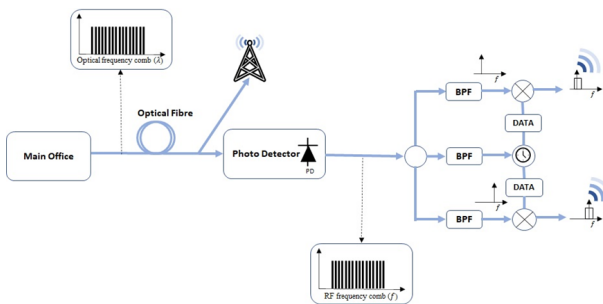 Optical frequency comb (λ)
Optical Fibre
Main Office
Photo Detector
PD
RF frequency comb (f)
f
BPF
DATA
f
BPF
DATA
f
BPF
f